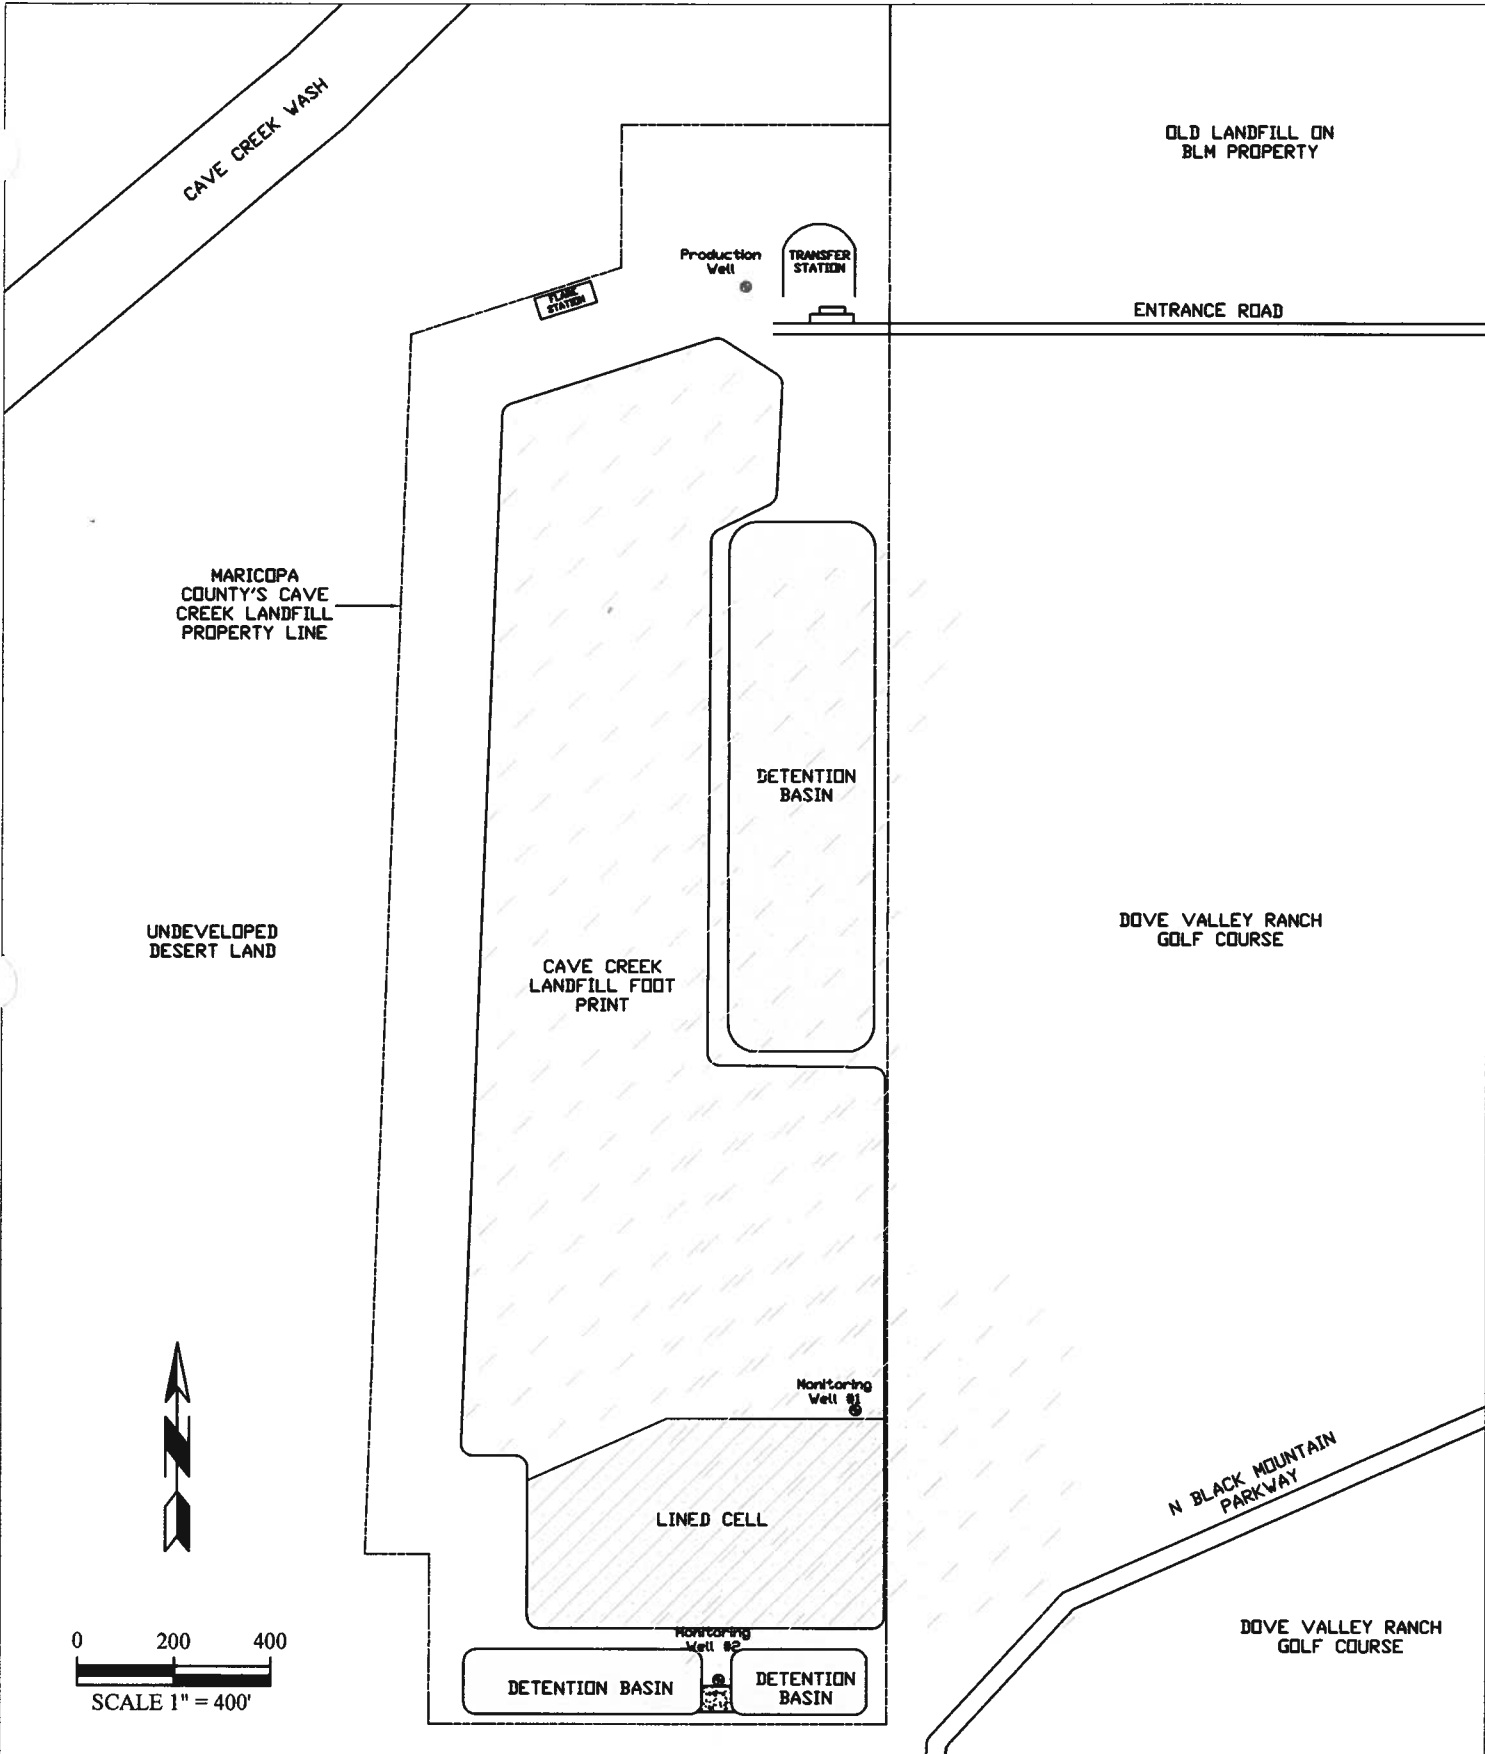 CAVE CREEK WASH
OLD LANDFILL ON
BLM PROPERTY
Production
Well
TRANSFER
STATION
FLARE
STATION
ENTRANCE ROAD
MARICOPA
COUNTY'S CAVE
CREEK LANDFILL
PROPERTY LINE
DETENTION
BASIN
UNDEVELOPED
DESERT LAND
DOVE VALLEY RANCH
GOLF COURSE
CAVE CREEK
LANDFILL FOOT
PRINT
N
Monitoring
Well #1
N BLACK MOUNTAIN
PARKWAY
LINED CELL
Monitoring
Well #2
DETENTION BASIN
DETENTION
BASIN
DOVE VALLEY RANCH
GOLF COURSE
0 200 400
SCALE 1" = 400'